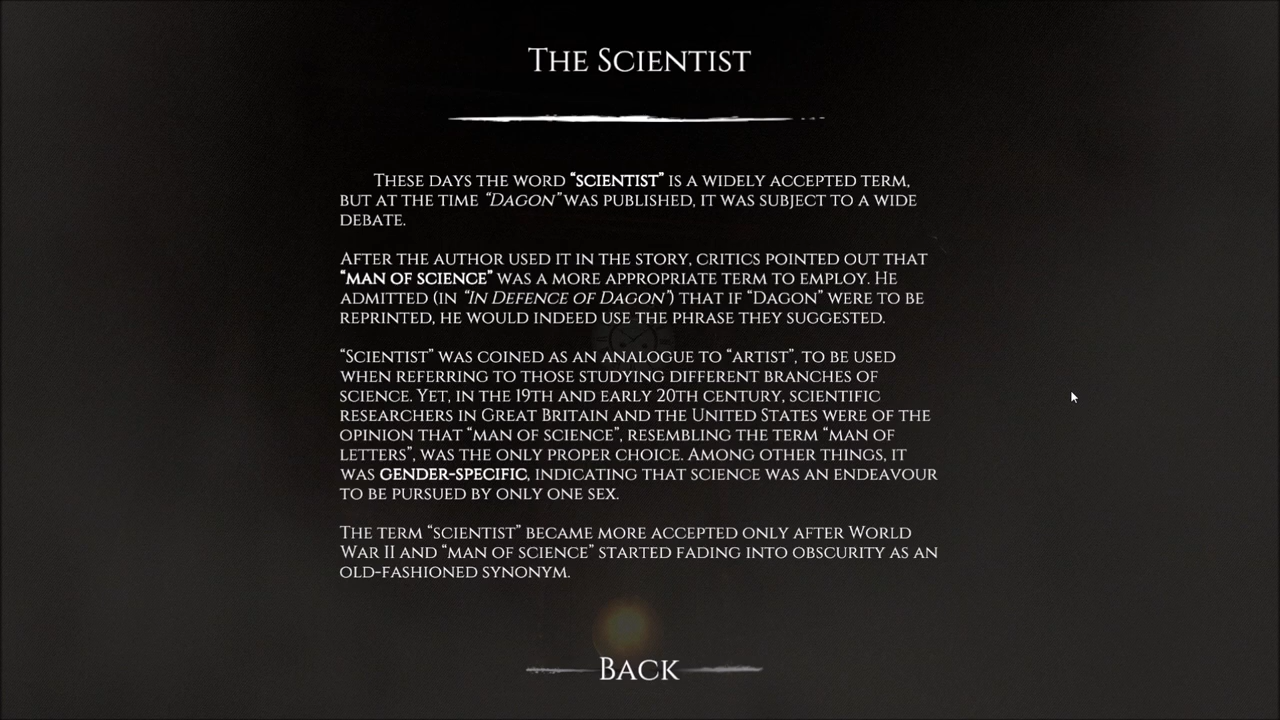 The Scientist
These days the word “scientist” is a widely accepted term,
but at the time “Dagon” was published, it was subject to a wide
debate.
After the author used it in the story, critics pointed out that
“man of science” was a more appropriate term to employ. He
admitted (in “In Defence of Dagon”) that if “Dagon” were to be
reprinted, he would indeed use the phrase they suggested.
“Scientist” was coined as an analogue to “artist”, to be used
when referring to those studying different branches of
science. Yet, in the 19th and early 20th century, scientific
researchers in Great Britain and the United States were of the
opinion that “man of science”, resembling the term “man of
letters”, was the only proper choice. Among other things, it
was gender-specific, indicating that science was an endeavour
to be pursued by only one sex.
The term “scientist” became more accepted only after World
War II and “man of science” started fading into obscurity as an
old-fashioned synonym.
Back